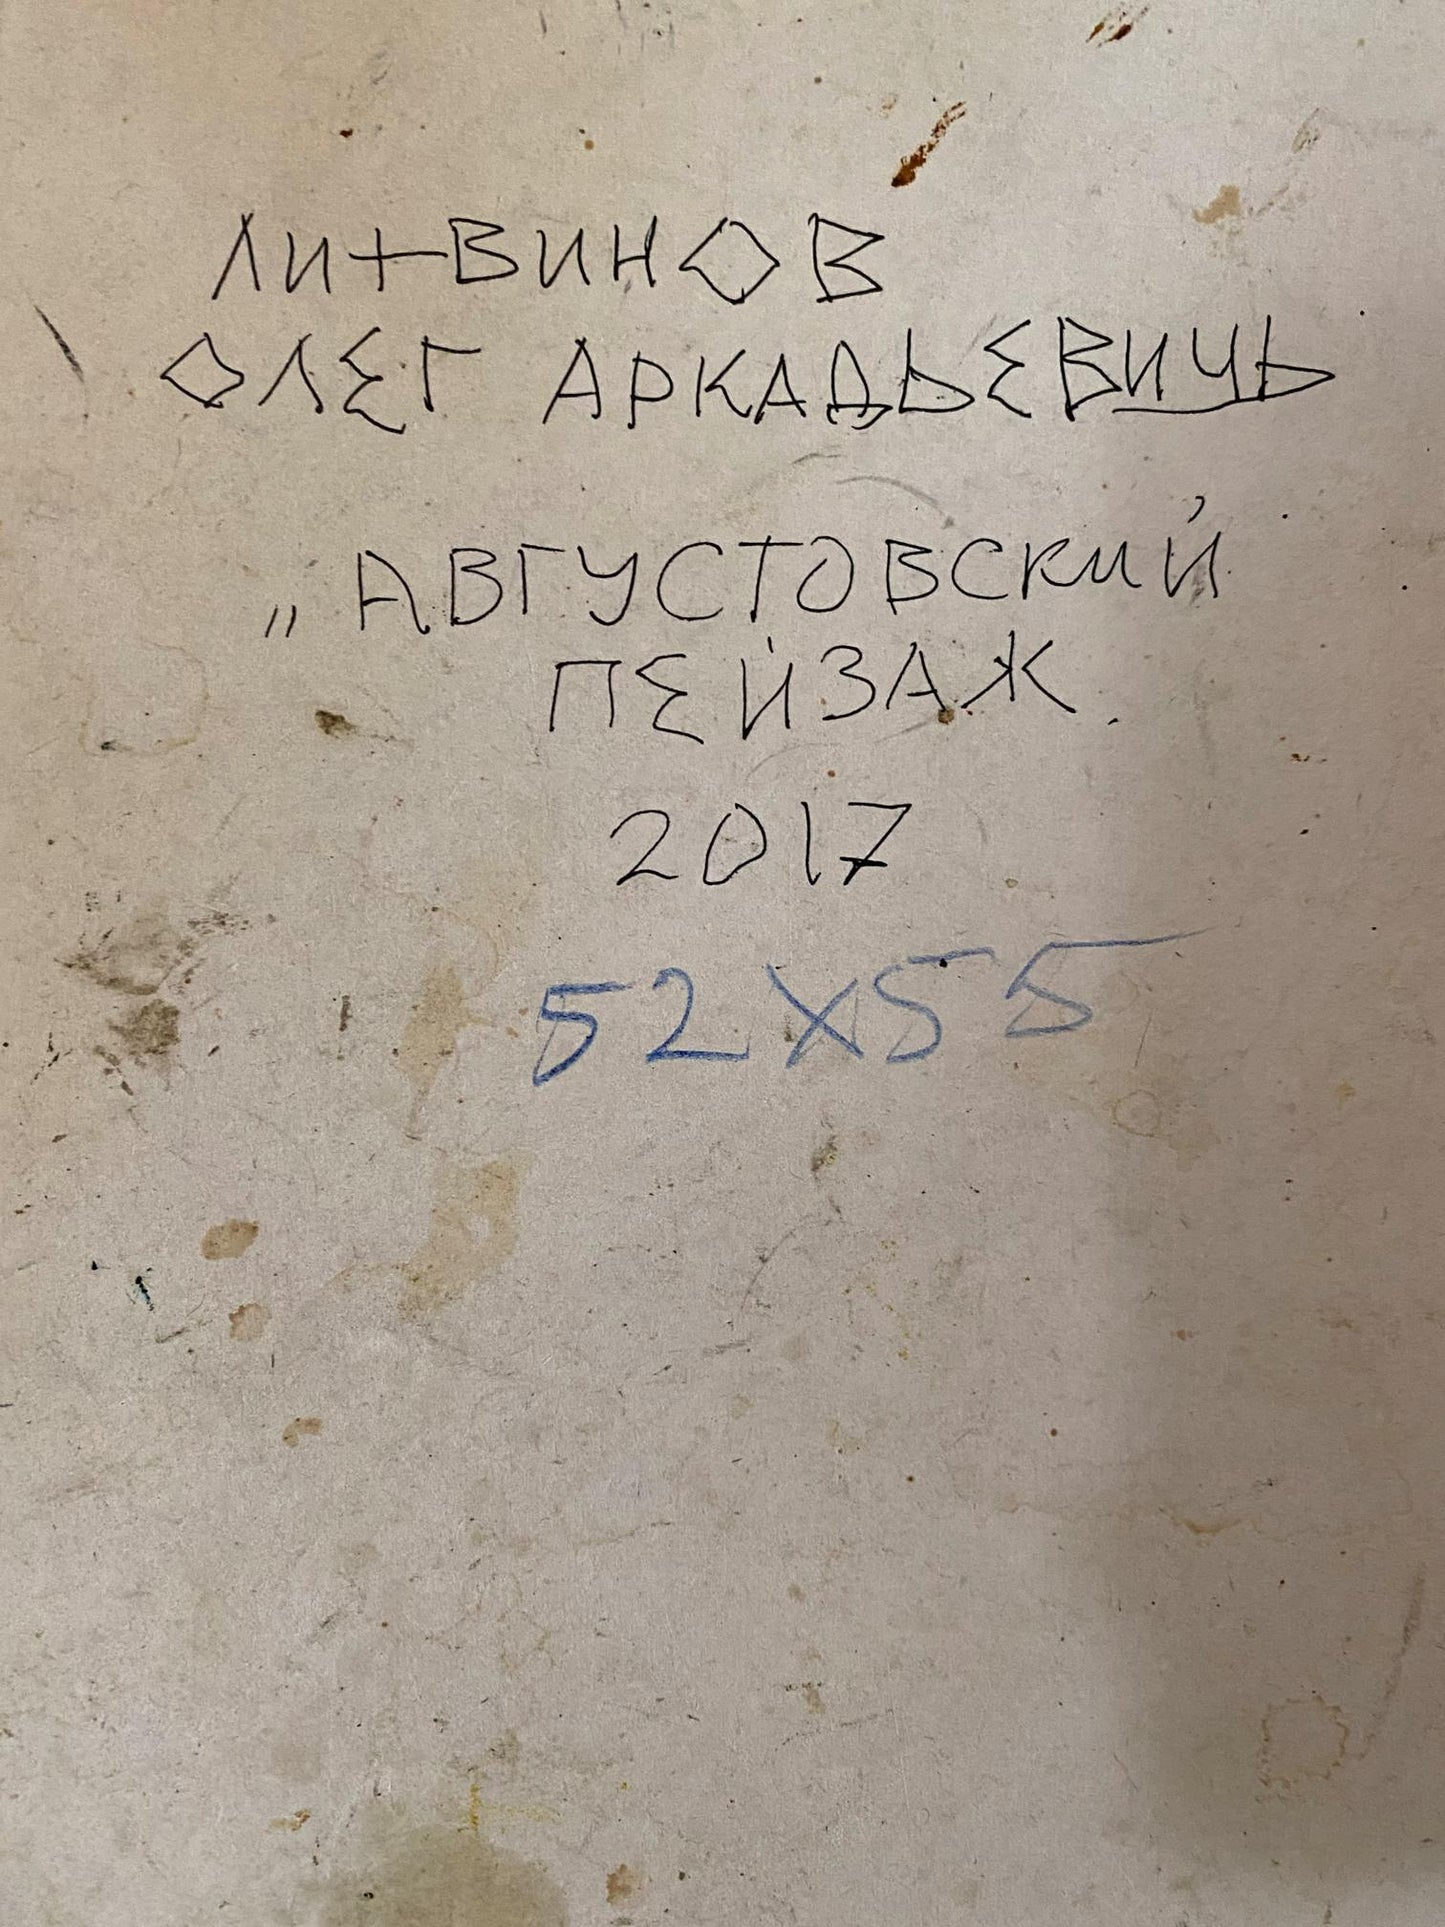 ЛИТВИНОВ
ОЛЕГ АРКАДЬЕВИЧЬ
„АВГУСТОВСКИЙ
ПЕЙЗАЖ.
2017
52х55